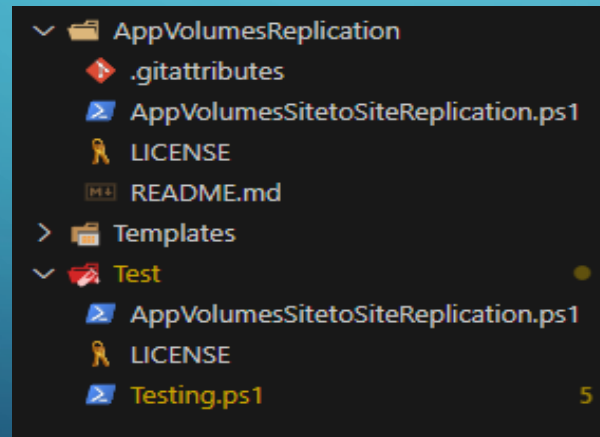 AppVolumesReplication
.gitattributes
AppVolumesSitetoSiteReplication.ps1
LICENSE
README.md
Templates
Test
AppVolumesSitetoSiteReplication.ps1
LICENSE
Testing.ps1 5